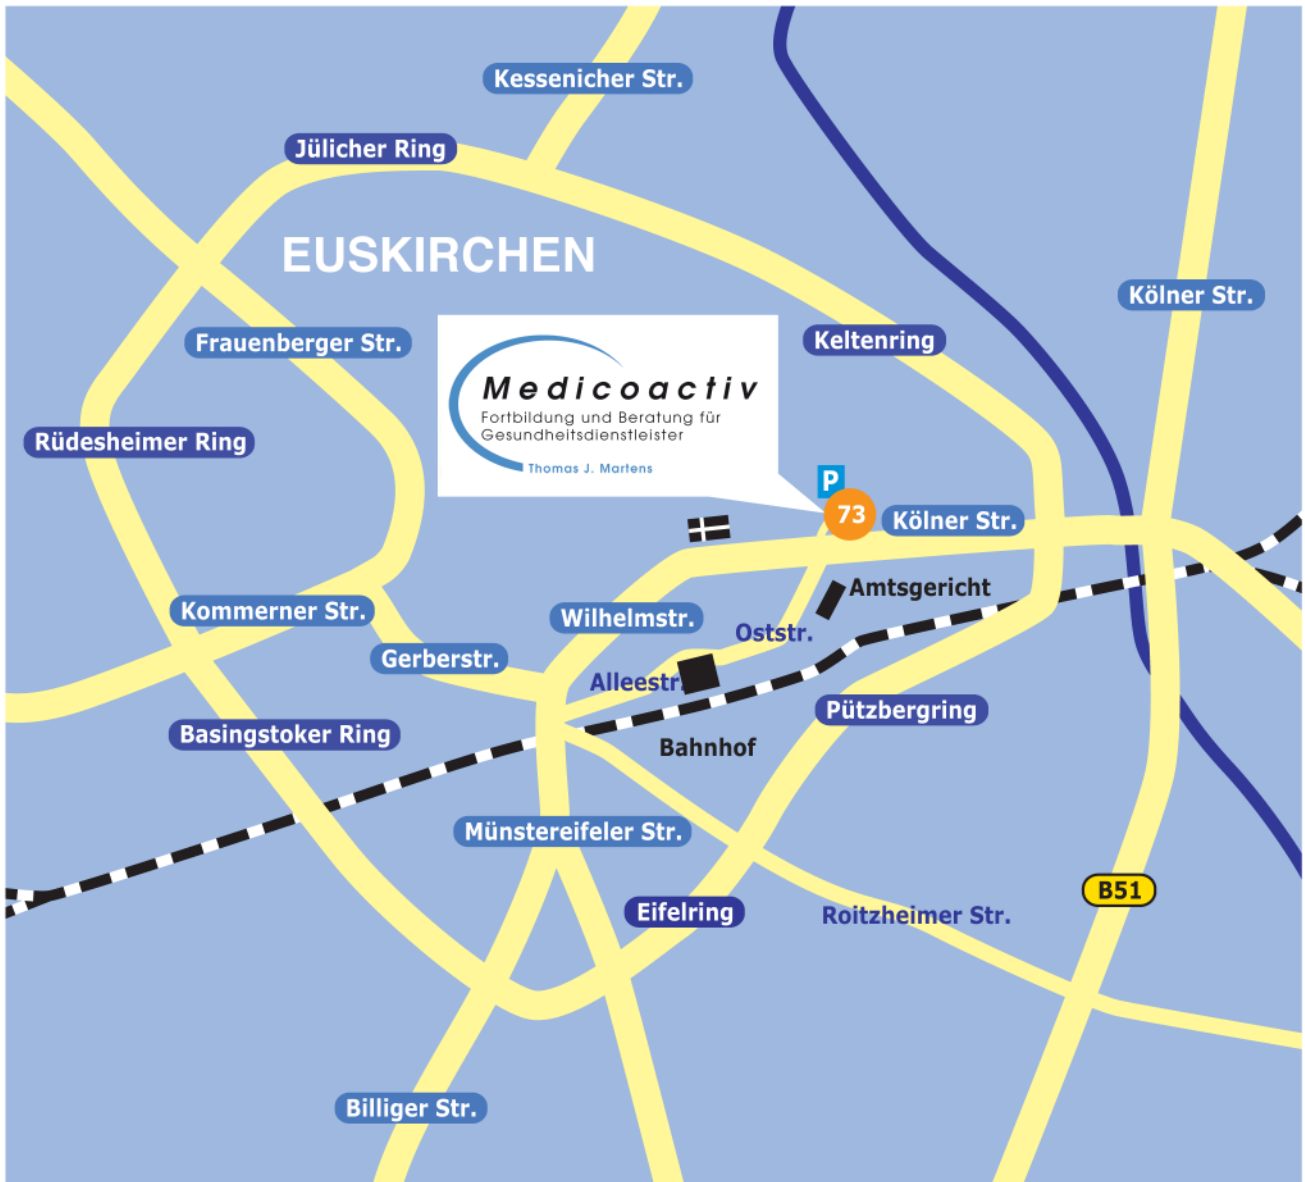 Kessenicher Str.
Jülicher Ring
EUSKIRCHEN
Kölner Str.
Frauenberger Str.
Keltenring
Medicoactiv
Fortbildung und Beratung für
Gesundheitsdienstleister
Thomas J. Martens
Rüdesheimer Ring
P
73
Kölner Str.
Amtsgericht
Kommerner Str.
Wilhelmstr.
Oststr.
Gerberstr.
Alleestr.
Pützbergring
Basingstoker Ring
Bahnhof
Münstereifeler Str.
B51
Eifelring
Roitzheimer Str.
Billiger Str.